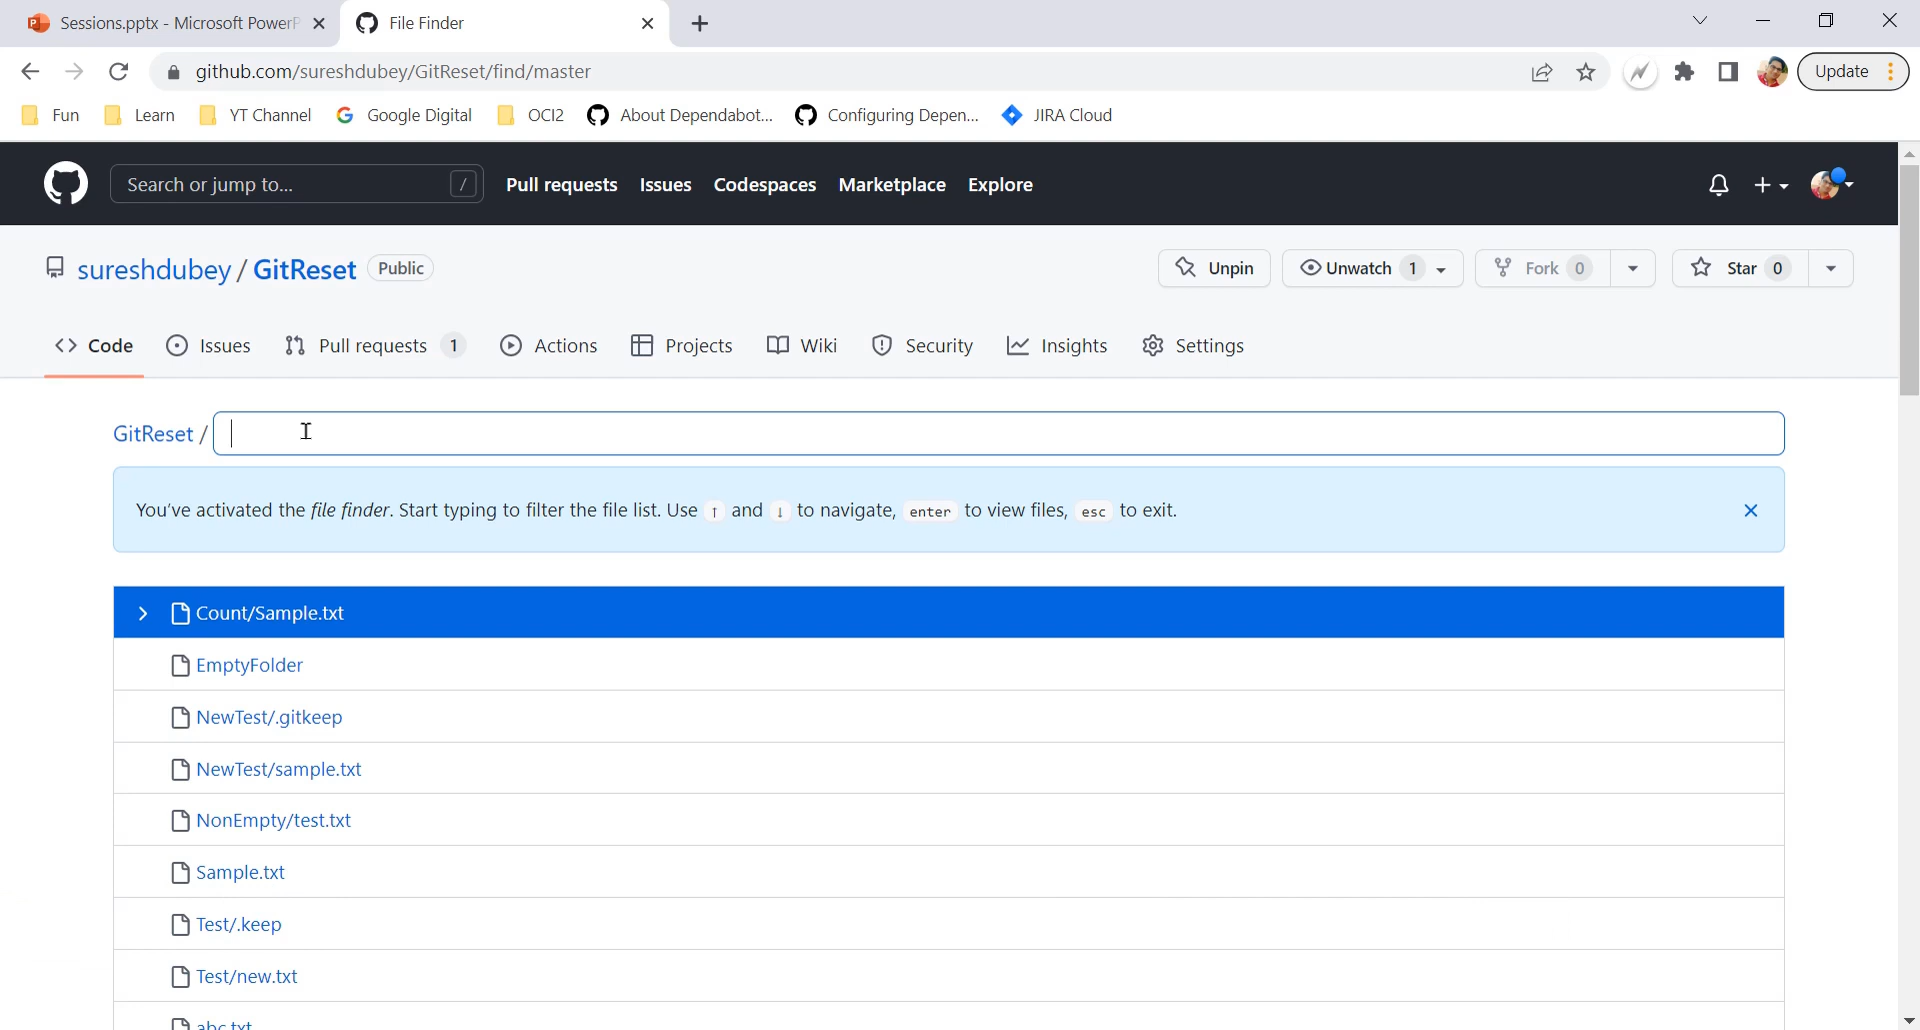 Sessions.pptx - Microsoft PowerP
File Finder
github.com/sureshdubey/GitReset/find/master
Update
Fun
Learn
YT Channel
Google Digital
OCI2
About Dependabot...
Configuring Depen...
JIRA Cloud
Search or jump to...
/
Pull requests
Issues
Codespaces
Marketplace
Explore
sureshdubey / GitReset
Public
Unpin
Unwatch 1
Fork 0
Star 0
Code
Issues
Pull requests 1
Actions
Projects
Wiki
Security
Insights
Settings
GitReset /
You've activated the file finder. Start typing to filter the file list. Use ↑ and ↓ to navigate, enter to view files, esc to exit.
Count/Sample.txt
EmptyFolder
NewTest/.gitkeep
NewTest/sample.txt
NonEmpty/test.txt
Sample.txt
Test/.keep
Test/new.txt
abc.txt